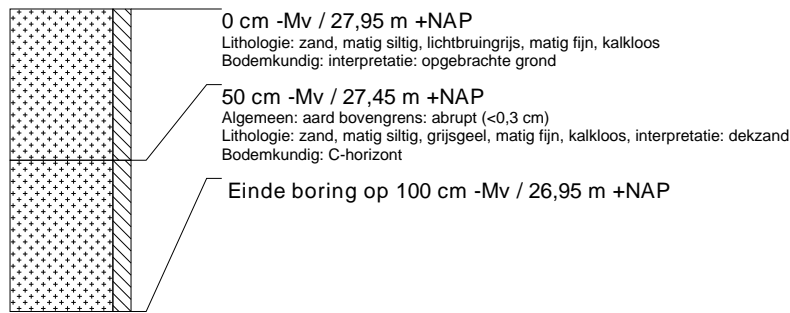 0 cm -Mv / 27,95 m +NAP
Lithologie: zand, matig siltig, lichtbruingrijs, matig fijn, kalkloos
Bodemkundig: interpretatie: opgebrachte grond
50 cm -Mv / 27,45 m +NAP
Algemeen: aard bovengrens: abrupt (<0,3 cm)
Lithologie: zand, matig siltig, grijsgeel, matig fijn, kalkloos, interpretatie: dekzand
Bodemkundig: C-horizont
Einde boring op 100 cm -Mv / 26,95 m +NAP